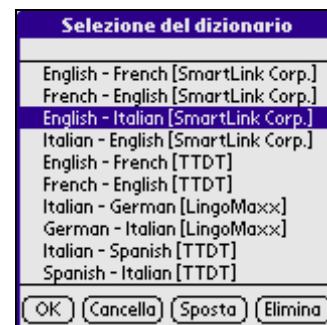 Selezione del dizionario
English - French [SmartLink Corp.]
French - English [SmartLink Corp.]
English - Italian [SmartLink Corp.]
Italian - English [SmartLink Corp.]
English - French [TTDT]
French - English [TTDT]
Italian - German [LingoMaxx]
German - Italian [LingoMaxx]
Italian - Spanish [TTDT]
Spanish - Italian [TTDT]
OK Cancella Sposta Elimina